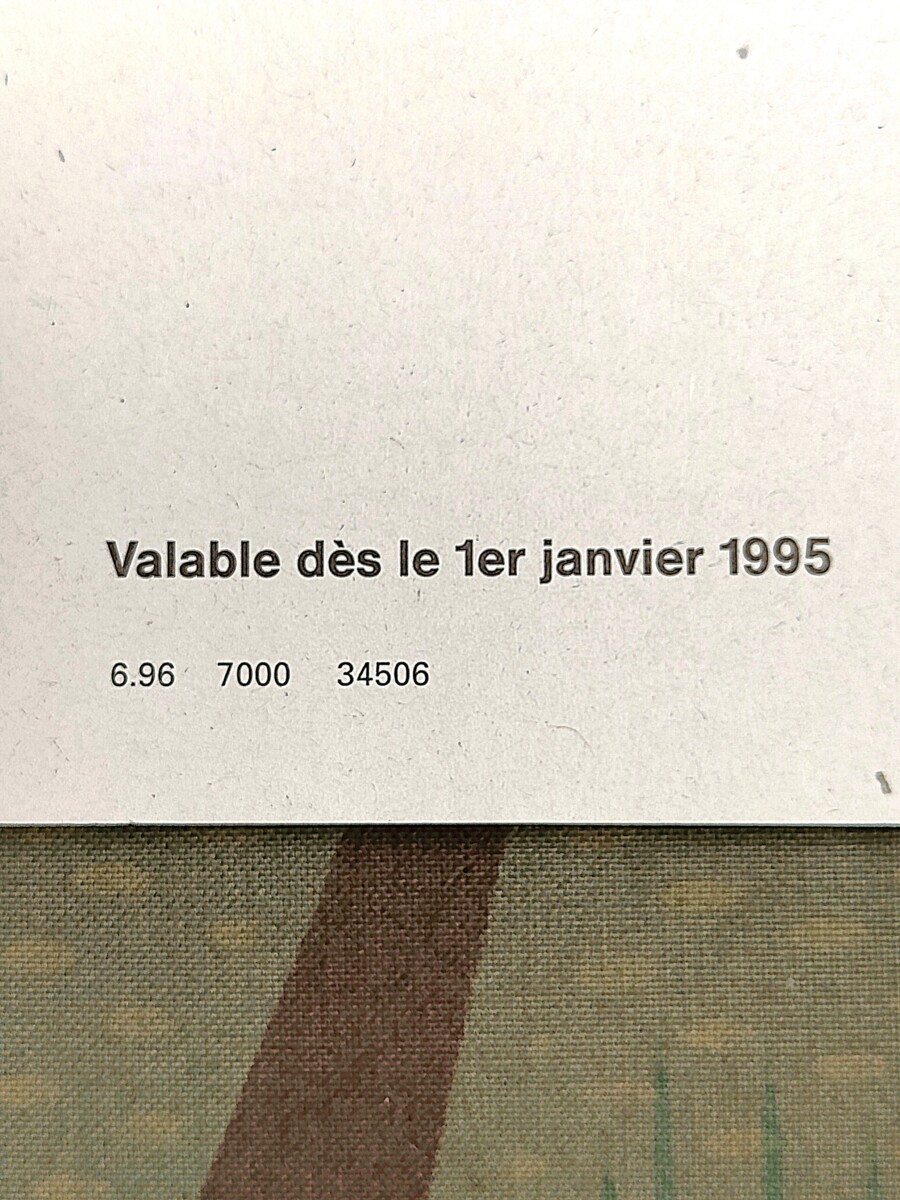 Valable dès le 1er janvier 1995
6.96 7000 34506